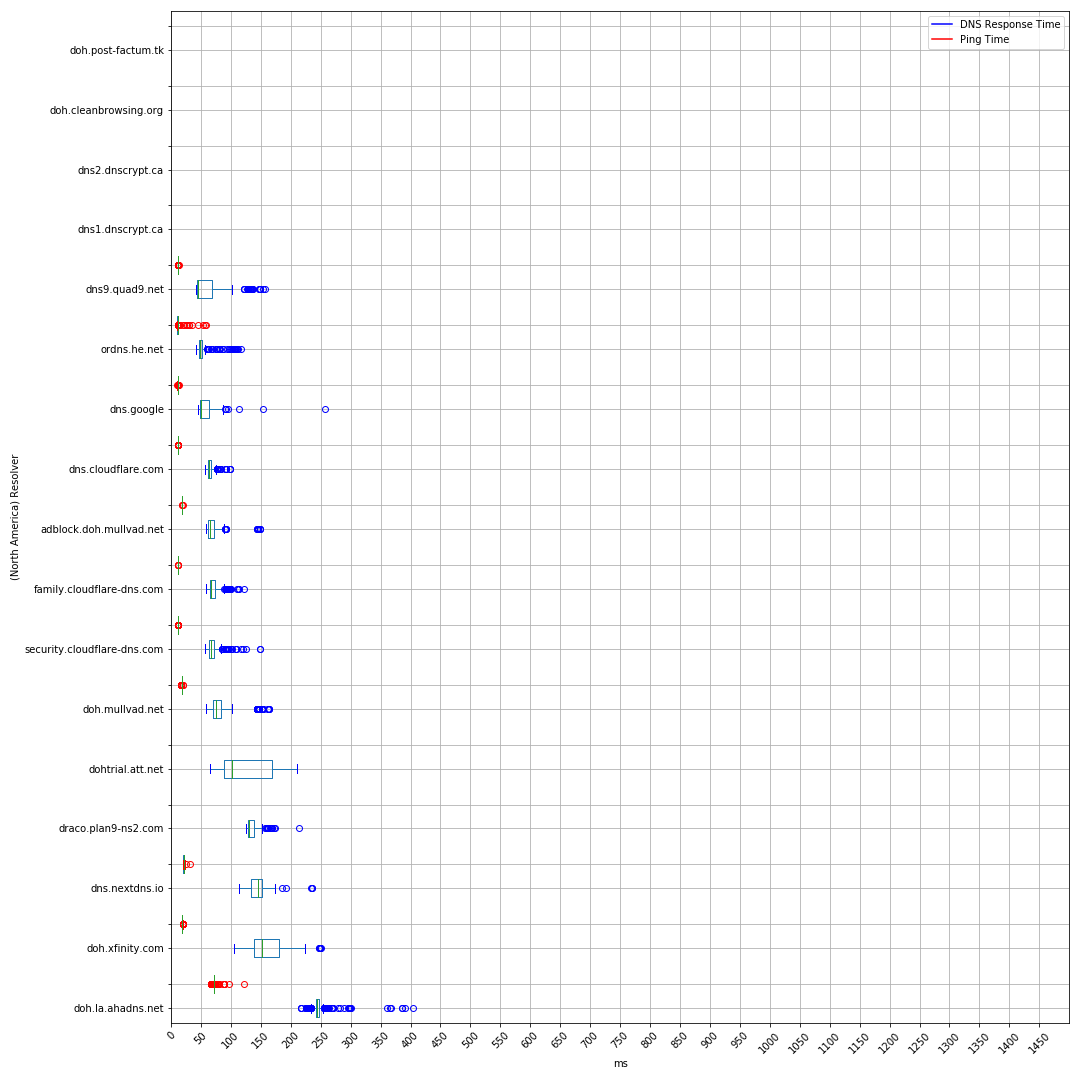 DNS Response Time
Ping Time
doh.post-factum.tk
doh.cleanbrowsing.org
dns2.dnscrypt.ca
dns1.dnscrypt.ca
dns9.quad9.net
ordns.he.net
dns.google
dns.cloudflare.com
adblock.doh.mullvad.net
family.cloudflare-dns.com
security.cloudflare-dns.com
doh.mullvad.net
dohtrial.att.net
draco.plan9-ns2.com
dns.nextdns.io
doh.xfinity.com
doh.la.ahadns.net
(North America) Resolver
0 50 100 150 200 250 300 350 400 450 500 550 600 650 700 750 800 850 900 950 1000 1050 1100 1150 1200 1250 1300 1350 1400 1450
ms